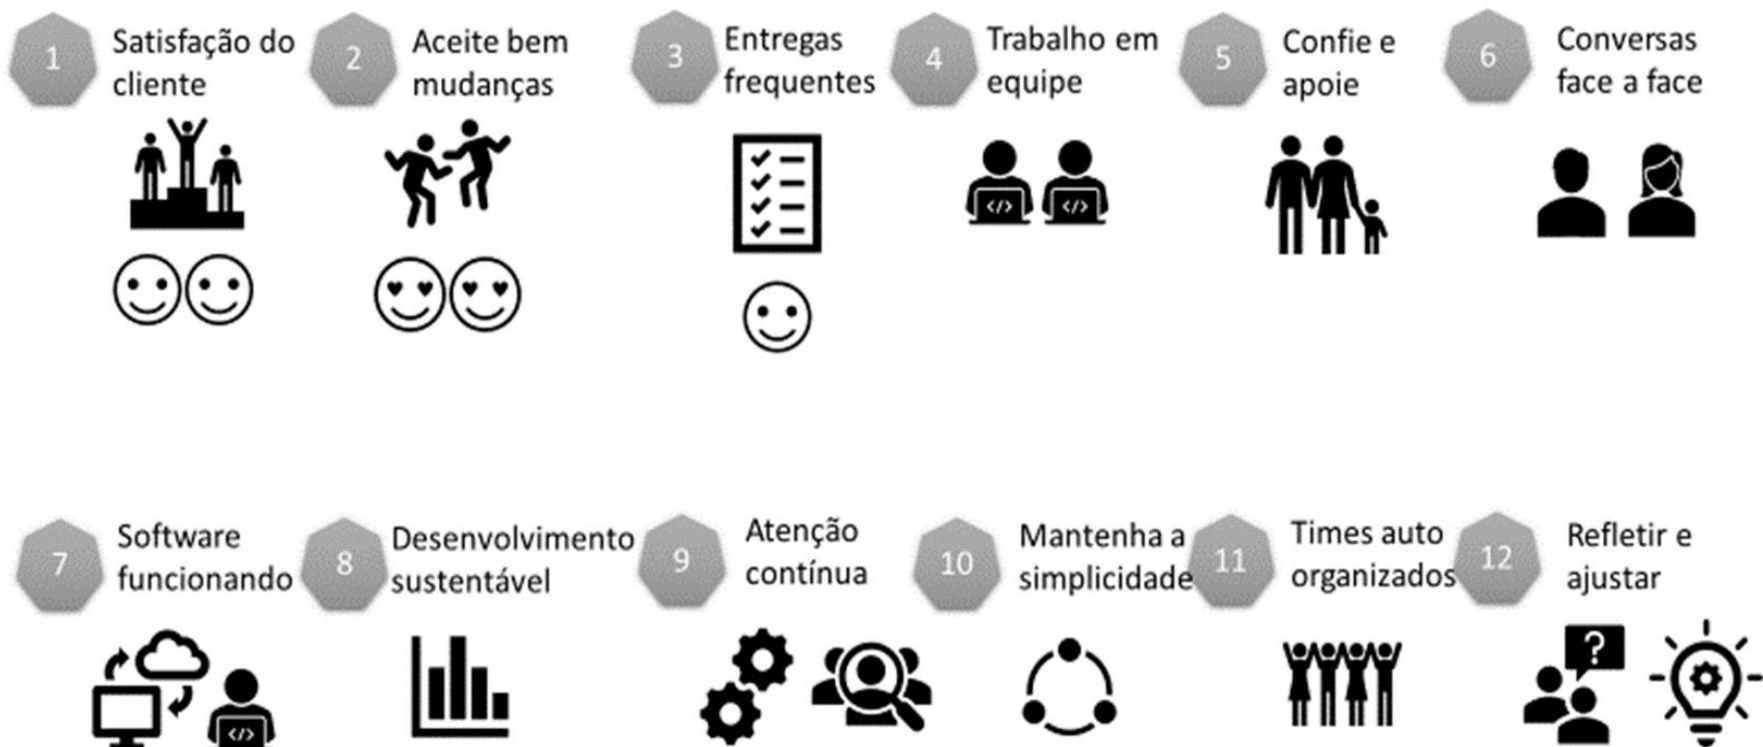 1
Satisfação do
cliente
2
Aceite bem
mudanças
3
Entregas
frequentes
4
Trabalho em
equipe
</>
</>
5
Confie e
apoie
6
Conversas
face a face
7
Software
funcionando
</>
8
Desenvolvimento
sustentável
9
Atenção
contínua
10
Mantenha a
simplicidade
11
Times auto
organizados
12
Refletir e
ajustar
?